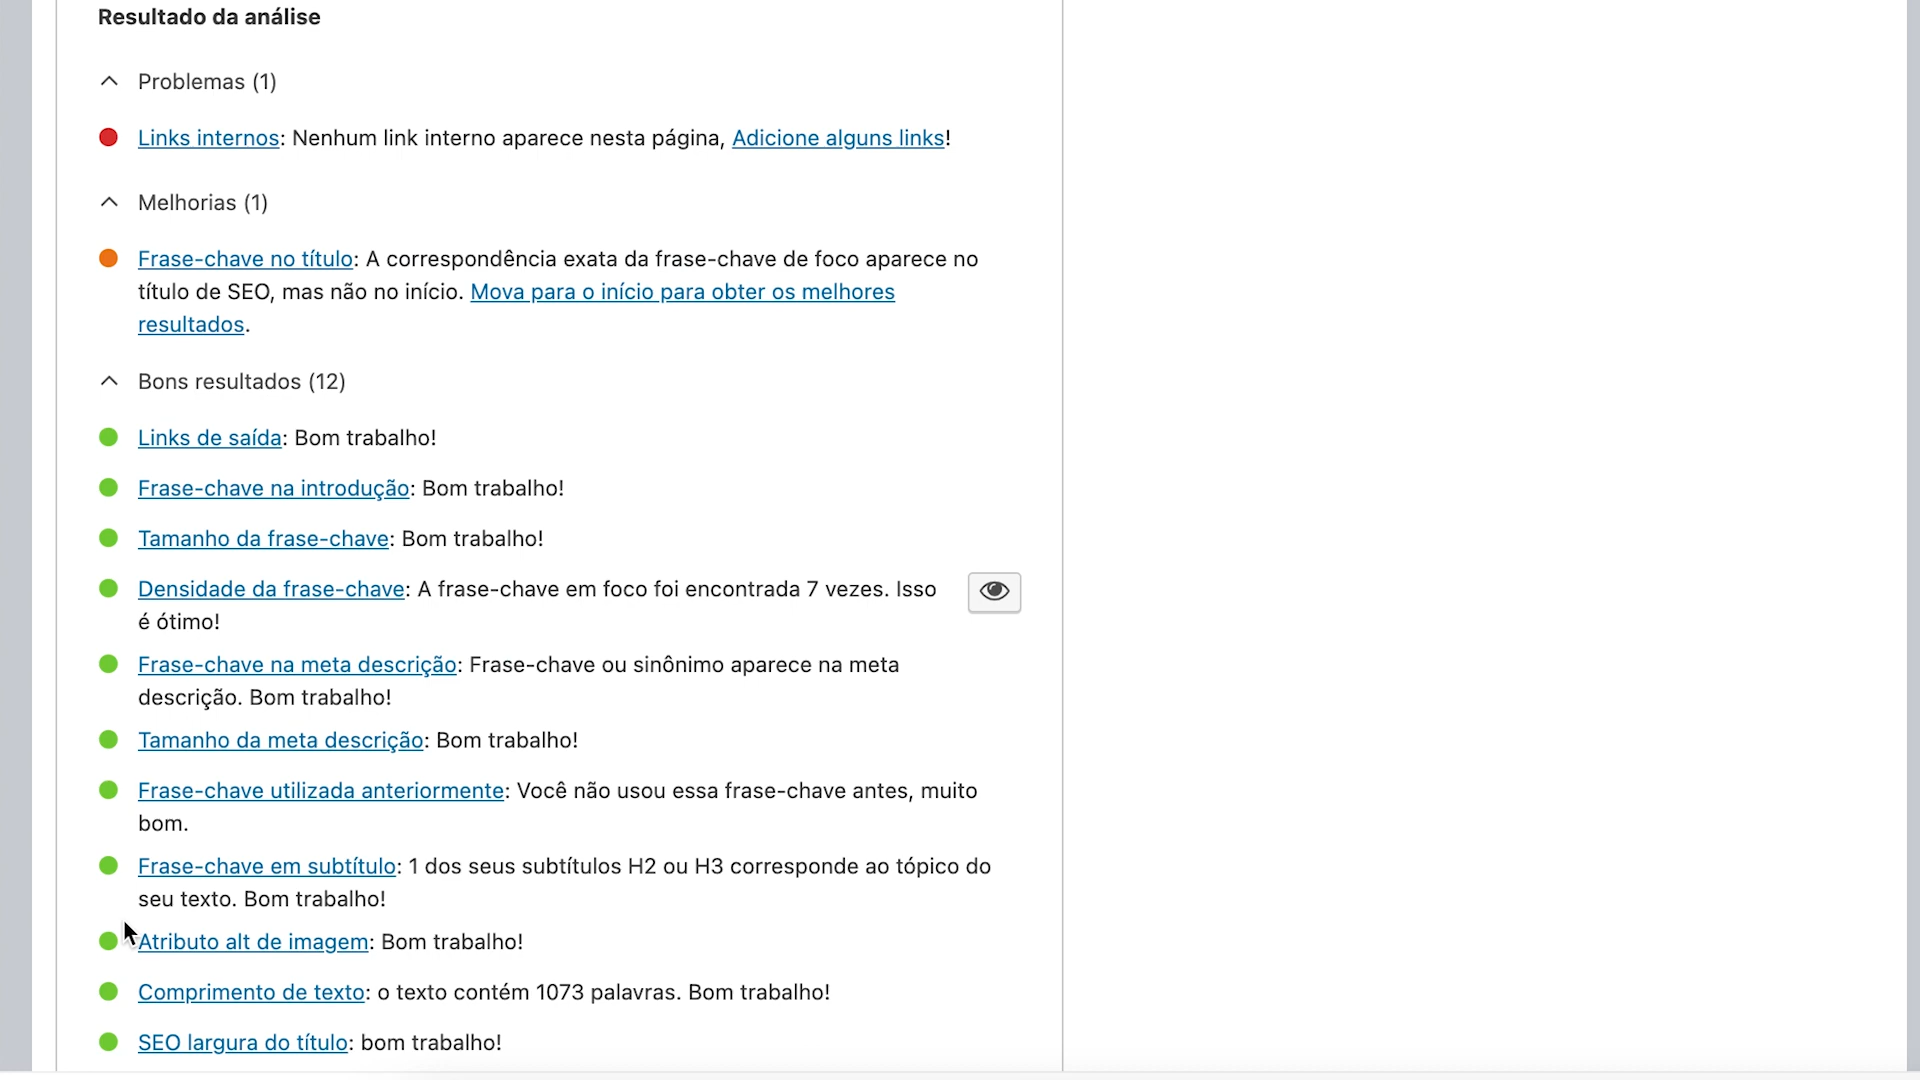 Resultado da análise
Problemas (1)
Links internos: Nenhum link interno aparece nesta página, Adicione alguns links!
Melhorias (1)
Frase-chave no título: A correspondência exata da frase-chave de foco aparece no
título de SEO, mas não no início. Mova para o início para obter os melhores
resultados.
Bons resultados (12)
Links de saída: Bom trabalho!
Frase-chave na introdução: Bom trabalho!
Tamanho da frase-chave: Bom trabalho!
Densidade da frase-chave: A frase-chave em foco foi encontrada 7 vezes. Isso
é ótimo!
Frase-chave na meta descrição: Frase-chave ou sinônimo aparece na meta
descrição. Bom trabalho!
Tamanho da meta descrição: Bom trabalho!
Frase-chave utilizada anteriormente: Você não usou essa frase-chave antes, muito
bom.
Frase-chave em subtítulo: 1 dos seus subtítulos H2 ou H3 corresponde ao tópico do
seu texto. Bom trabalho!
Atributo alt de imagem: Bom trabalho!
Comprimento de texto: o texto contém 1073 palavras. Bom trabalho!
SEO largura do título: bom trabalho!